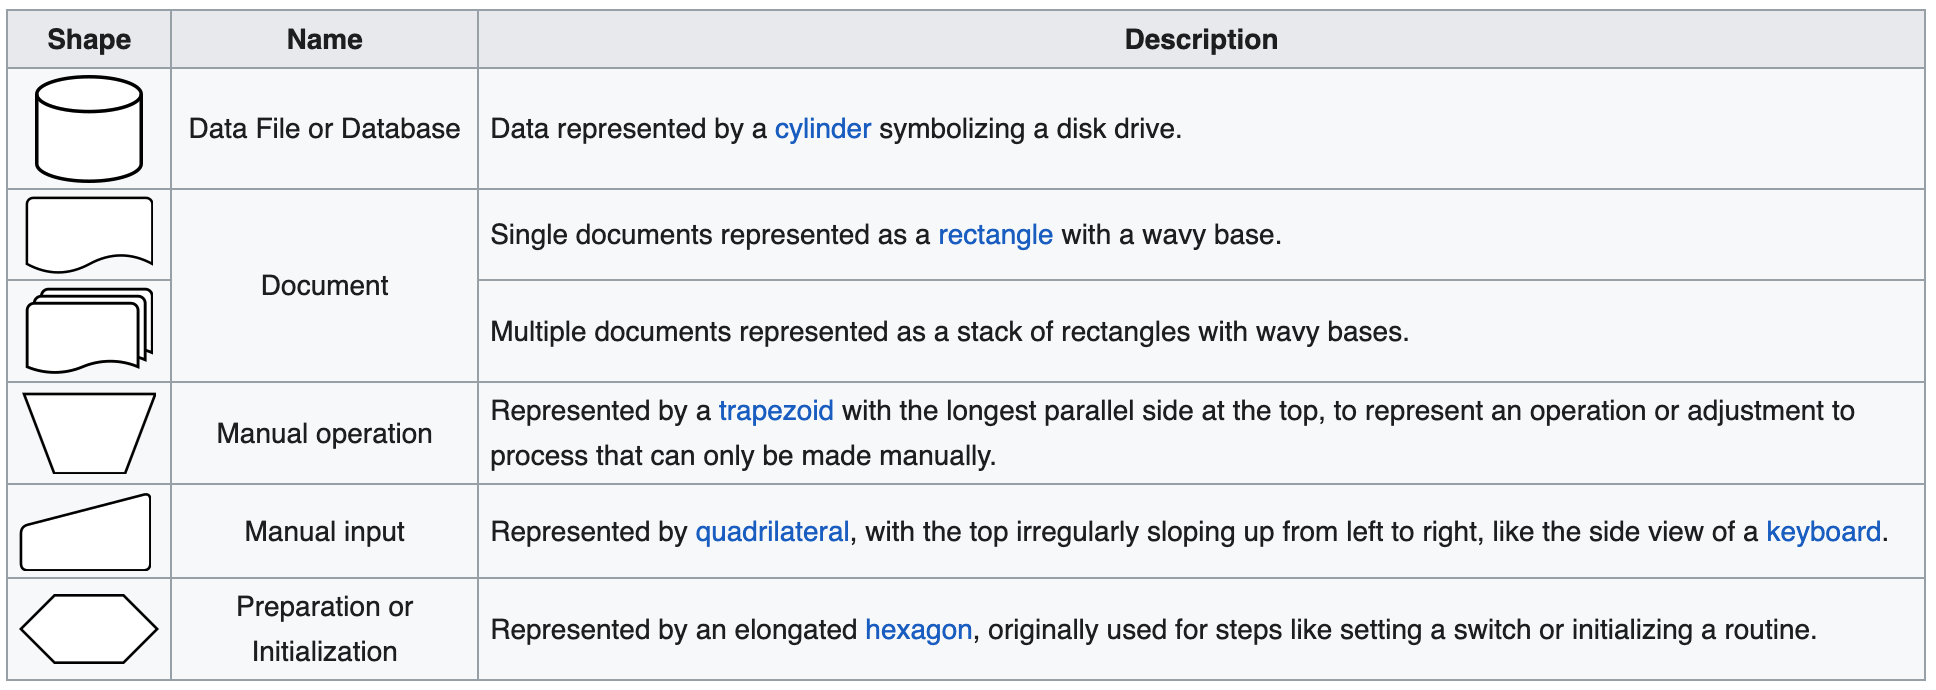 Shape Name Description
Data File or Database Data represented by a cylinder symbolizing a disk drive.
Document
Single documents represented as a rectangle with a wavy base.
Multiple documents represented as a stack of rectangles with wavy bases.
Manual operation
Represented by a trapezoid with the longest parallel side at the top, to represent an operation or adjustment to
process that can only be made manually.
Manual input Represented by quadrilateral, with the top irregularly sloping up from left to right, like the side view of a keyboard.
Preparation or
Initialization
Represented by an elongated hexagon, originally used for steps like setting a switch or initializing a routine.